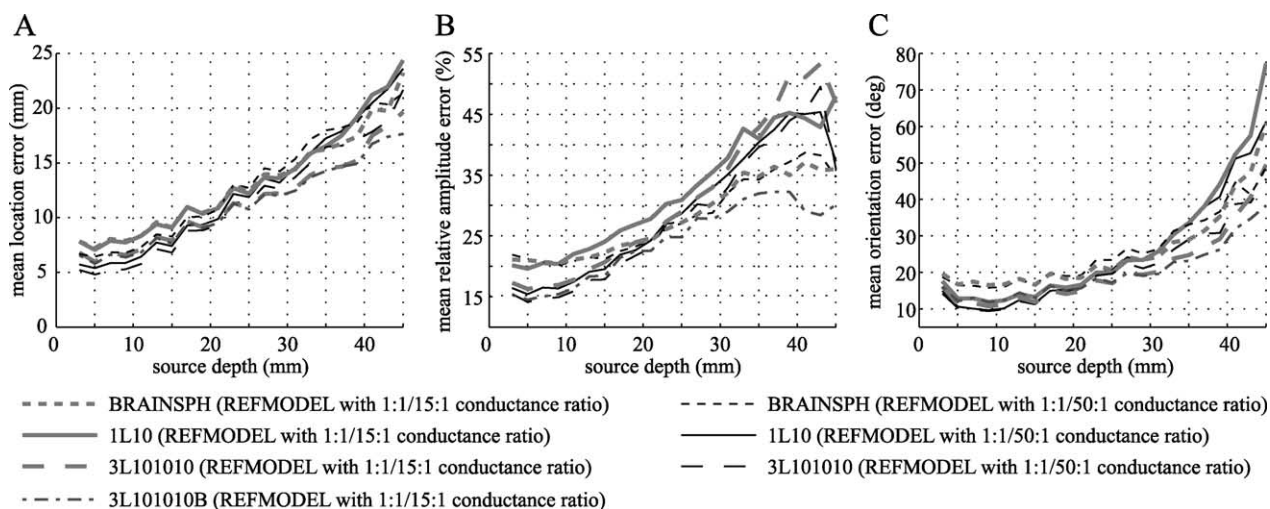 A
B
C
mean location error (mm)
25
20
15
10
5
0
0 10 20 30 40
source depth (mm)
mean relative amplitude error (%)
55
45
35
25
15
0 10 20 30 40
source depth (mm)
mean orientation error (deg)
80
70
60
50
40
30
20
10
0 10 20 30 40
source depth (mm)
BRAINSPH (REFMODEL with 1:1/15:1 conductance ratio)
1L10 (REFMODEL with 1:1/15:1 conductance ratio)
3L101010 (REFMODEL with 1:1/15:1 conductance ratio)
3L101010B (REFMODEL with 1:1/15:1 conductance ratio)
BRAINSPH (REFMODEL with 1:1/50:1 conductance ratio)
1L10 (REFMODEL with 1:1/50:1 conductance ratio)
3L101010 (REFMODEL with 1:1/50:1 conductance ratio)